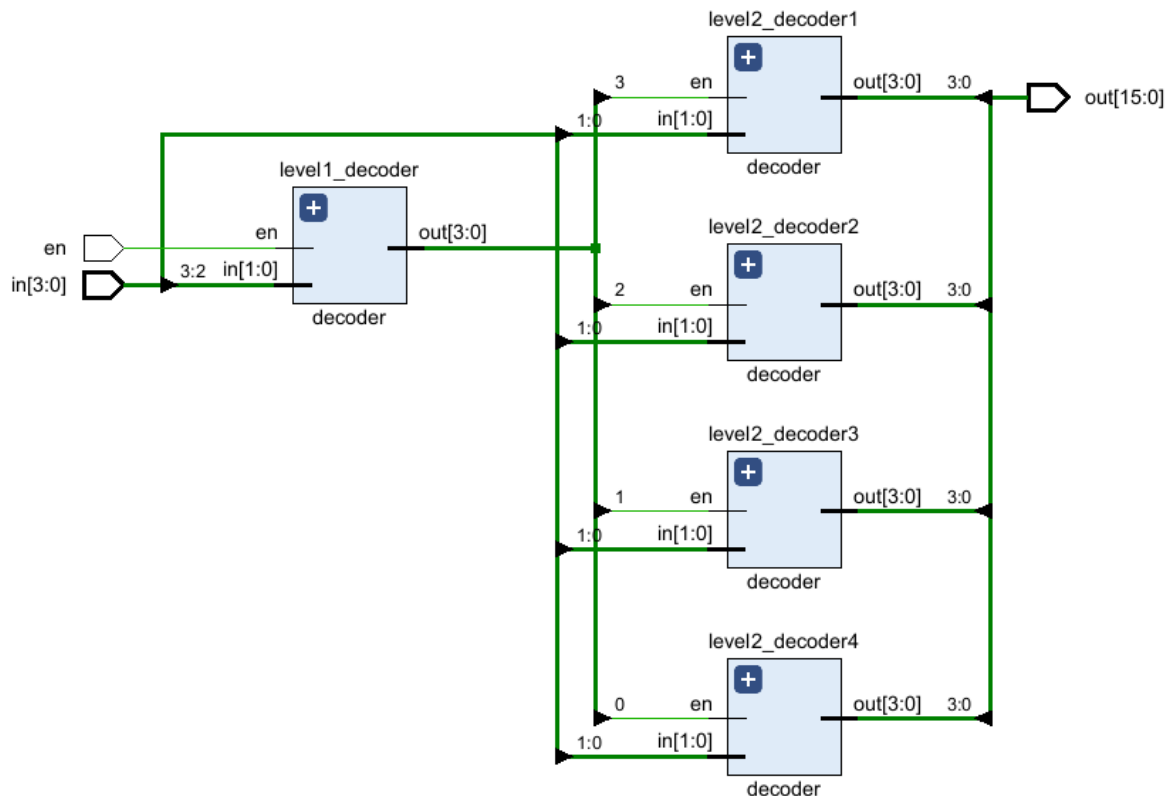 level2_decoder1
3 en out[3:0] 3:0
out[15:0]
1:0 in[1:0]
decoder
level1_decoder
en en out[3:0]
in[3:0] 3:2 in[1:0]
decoder
level2_decoder2
2 en out[3:0] 3:0
1:0 in[1:0]
decoder
level2_decoder3
1 en out[3:0] 3:0
1:0 in[1:0]
decoder
level2_decoder4
0 en out[3:0] 3:0
1:0 in[1:0]
decoder